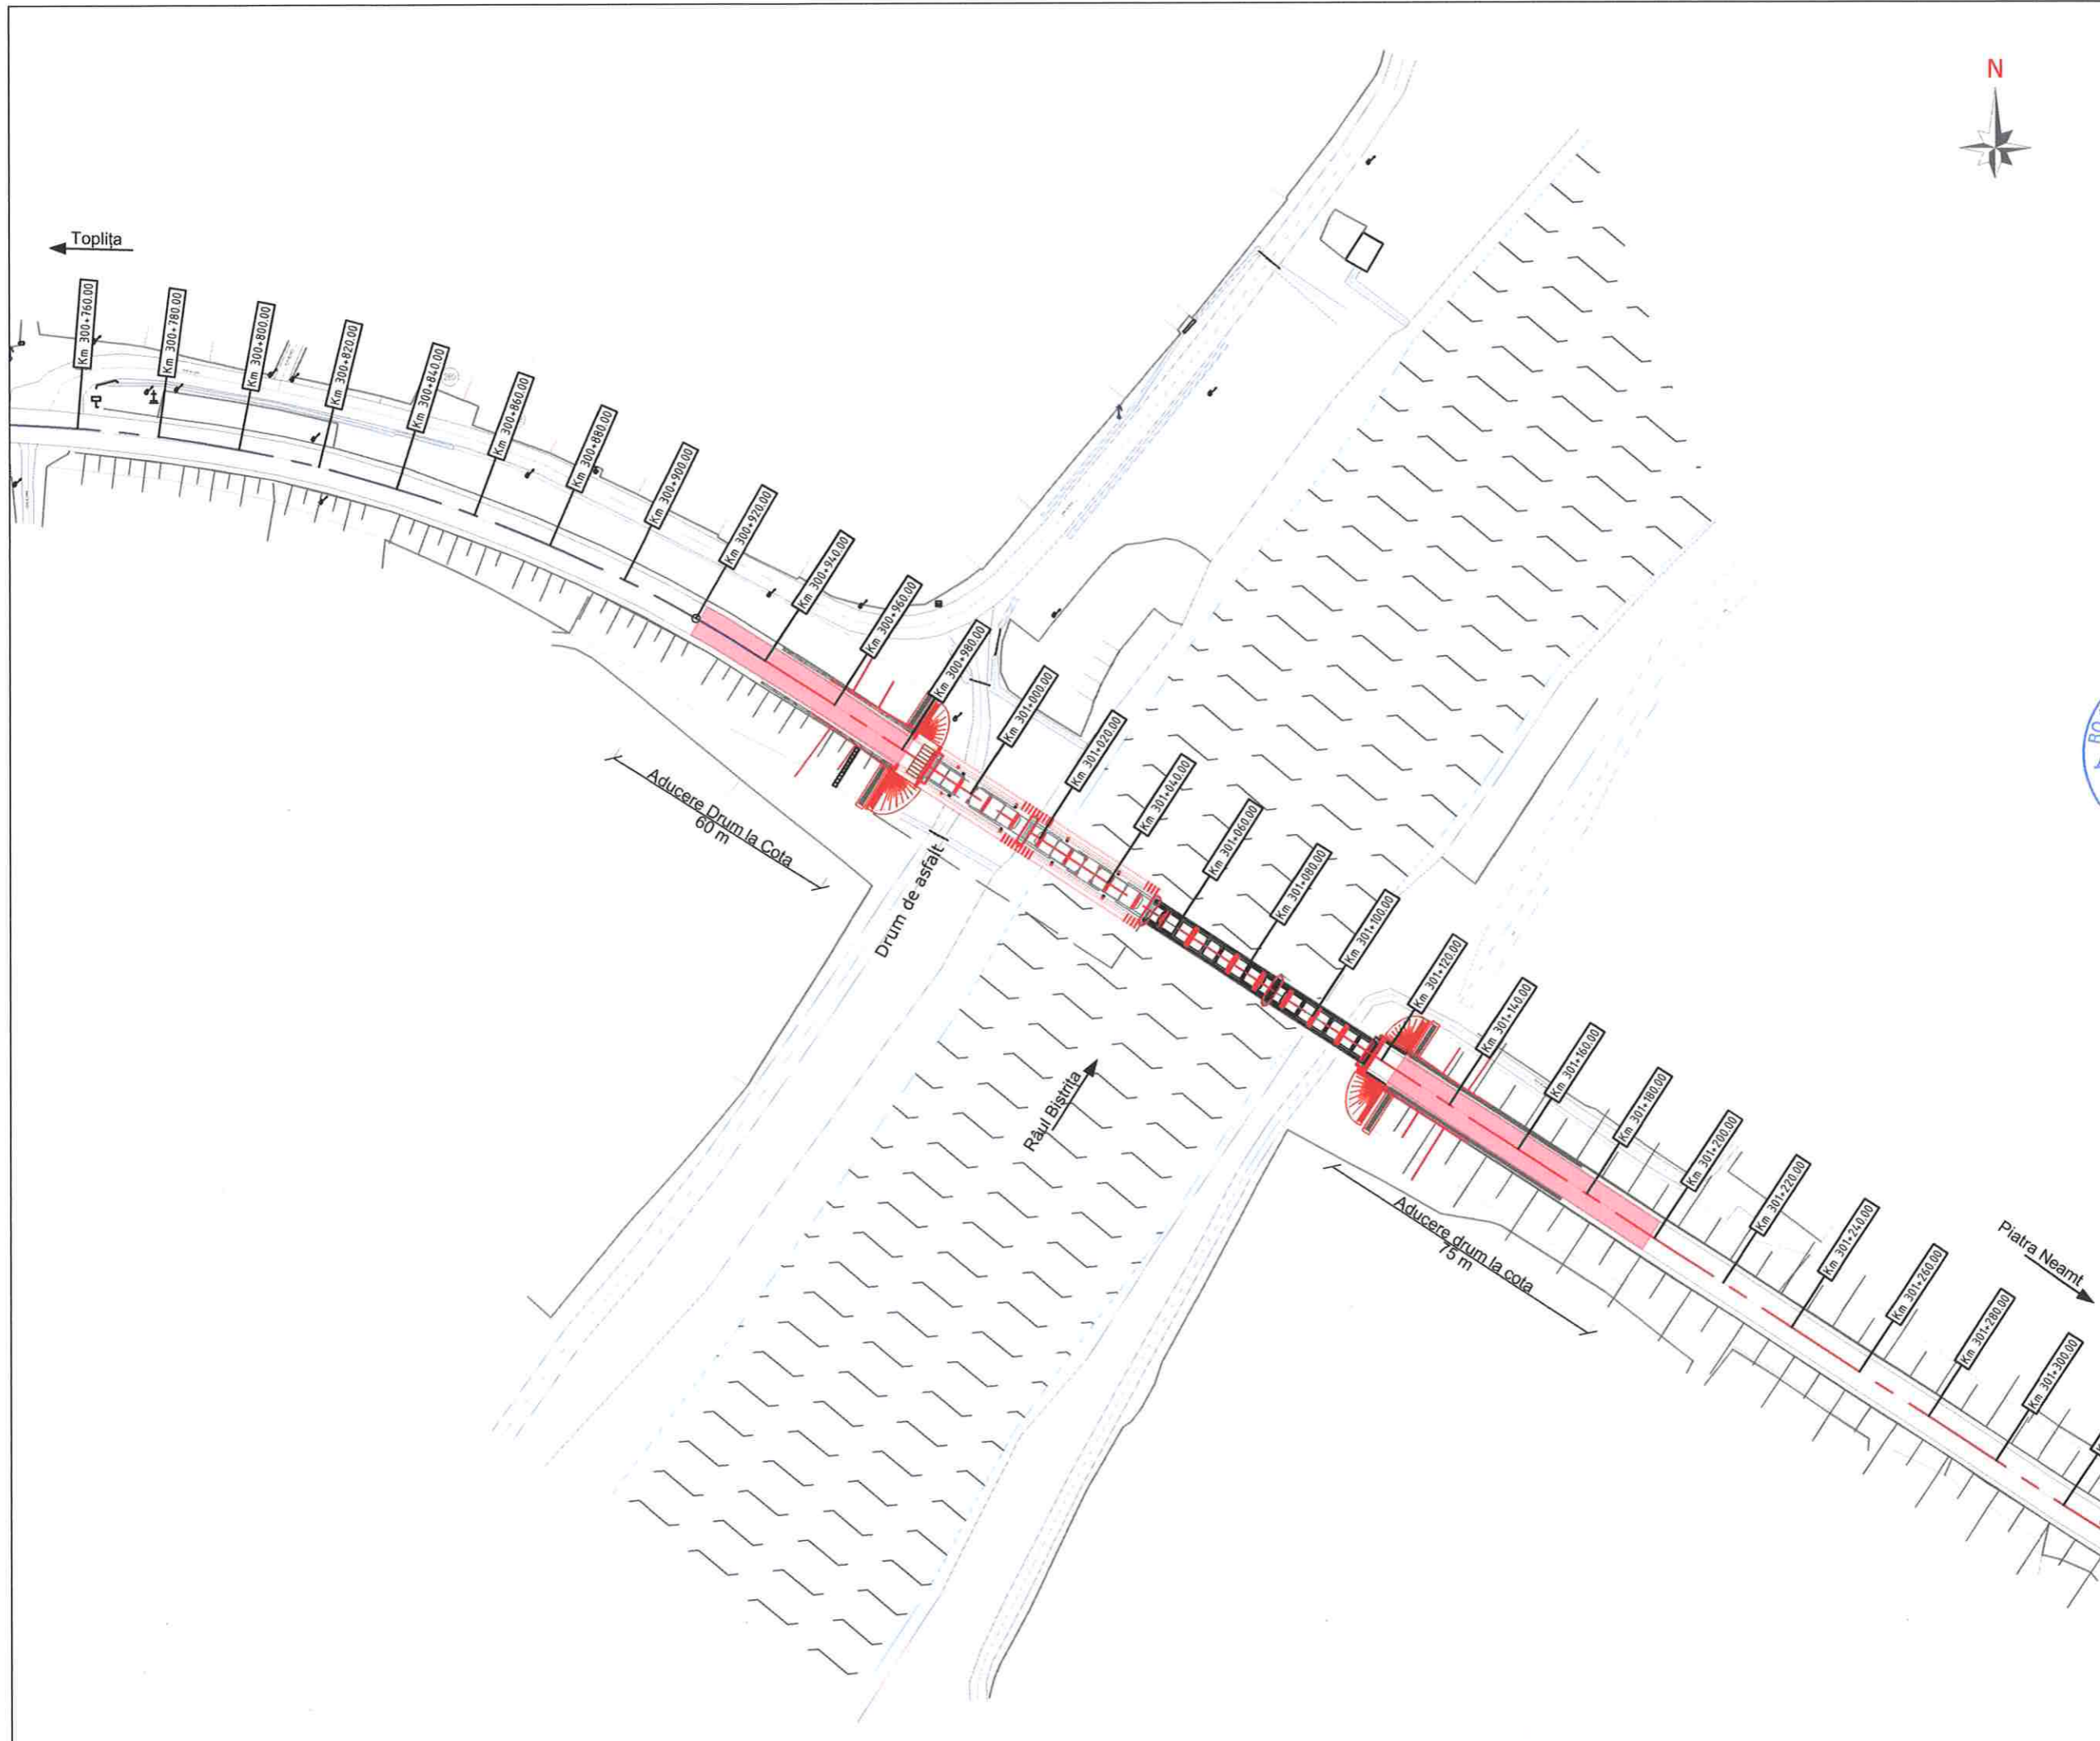 N
Toplița
Km 300+760.00
Km 300+780.00
Km 300+800.00
Km 300+820.00
Km 300+840.00
Km 300+860.00
Km 300+880.00
Km 300+900.00
Km 300+920.00
Km 300+940.00
Km 300+960.00
Km 300+980.00
Km 301+000.00
Km 301+020.00
Km 301+040.00
Km 301+060.00
Km 301+080.00
Km 301+100.00
Km 301+120.00
Km 301+140.00
Km 301+160.00
Km 301+180.00
Km 301+200.00
Km 301+220.00
Km 301+240.00
Km 301+260.00
Km 301+280.00
Km 301+300.00
Aducere Drum la Cota
60 m
Drum de asfalt
Râul Bistrița
Aducere drum la cota
75 m
Piatra Neamt